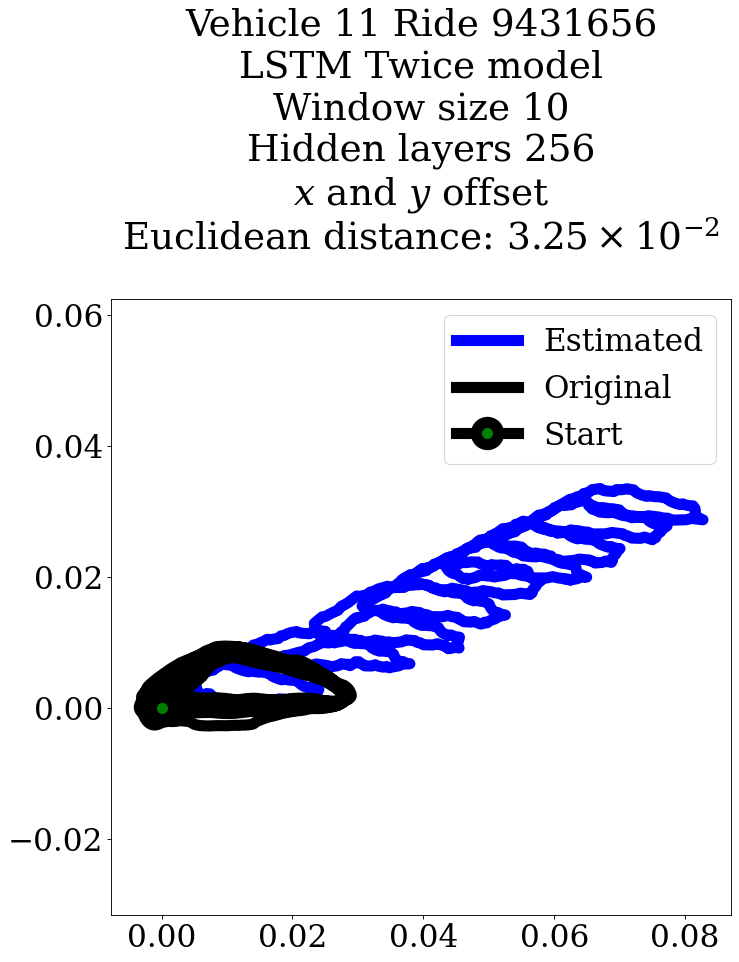 Vehicle 11 Ride 9431656
LSTM Twice model
Window size 10
Hidden layers 256
x and y offset
Euclidean distance: 3.25 × 10⁻²
0.06
0.04
0.02
0.00
−0.02
Estimated
Original
Start
0.00 0.02 0.04 0.06 0.08